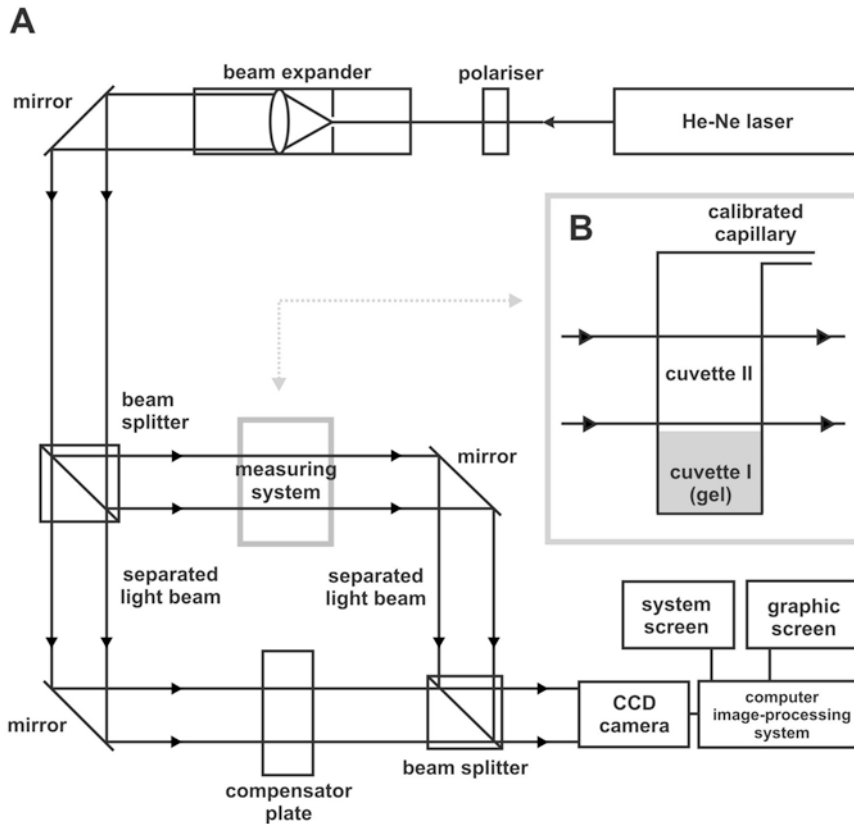 A
beam expander
polariser
mirror
He-Ne laser
B
calibrated
capillary
cuvette II
cuvette I
(gel)
beam
splitter
measuring
system
mirror
separated
light beam
separated
light beam
system
screen
graphic
screen
mirror
CCD
camera
computer
image-processing
system
beam splitter
compensator
plate